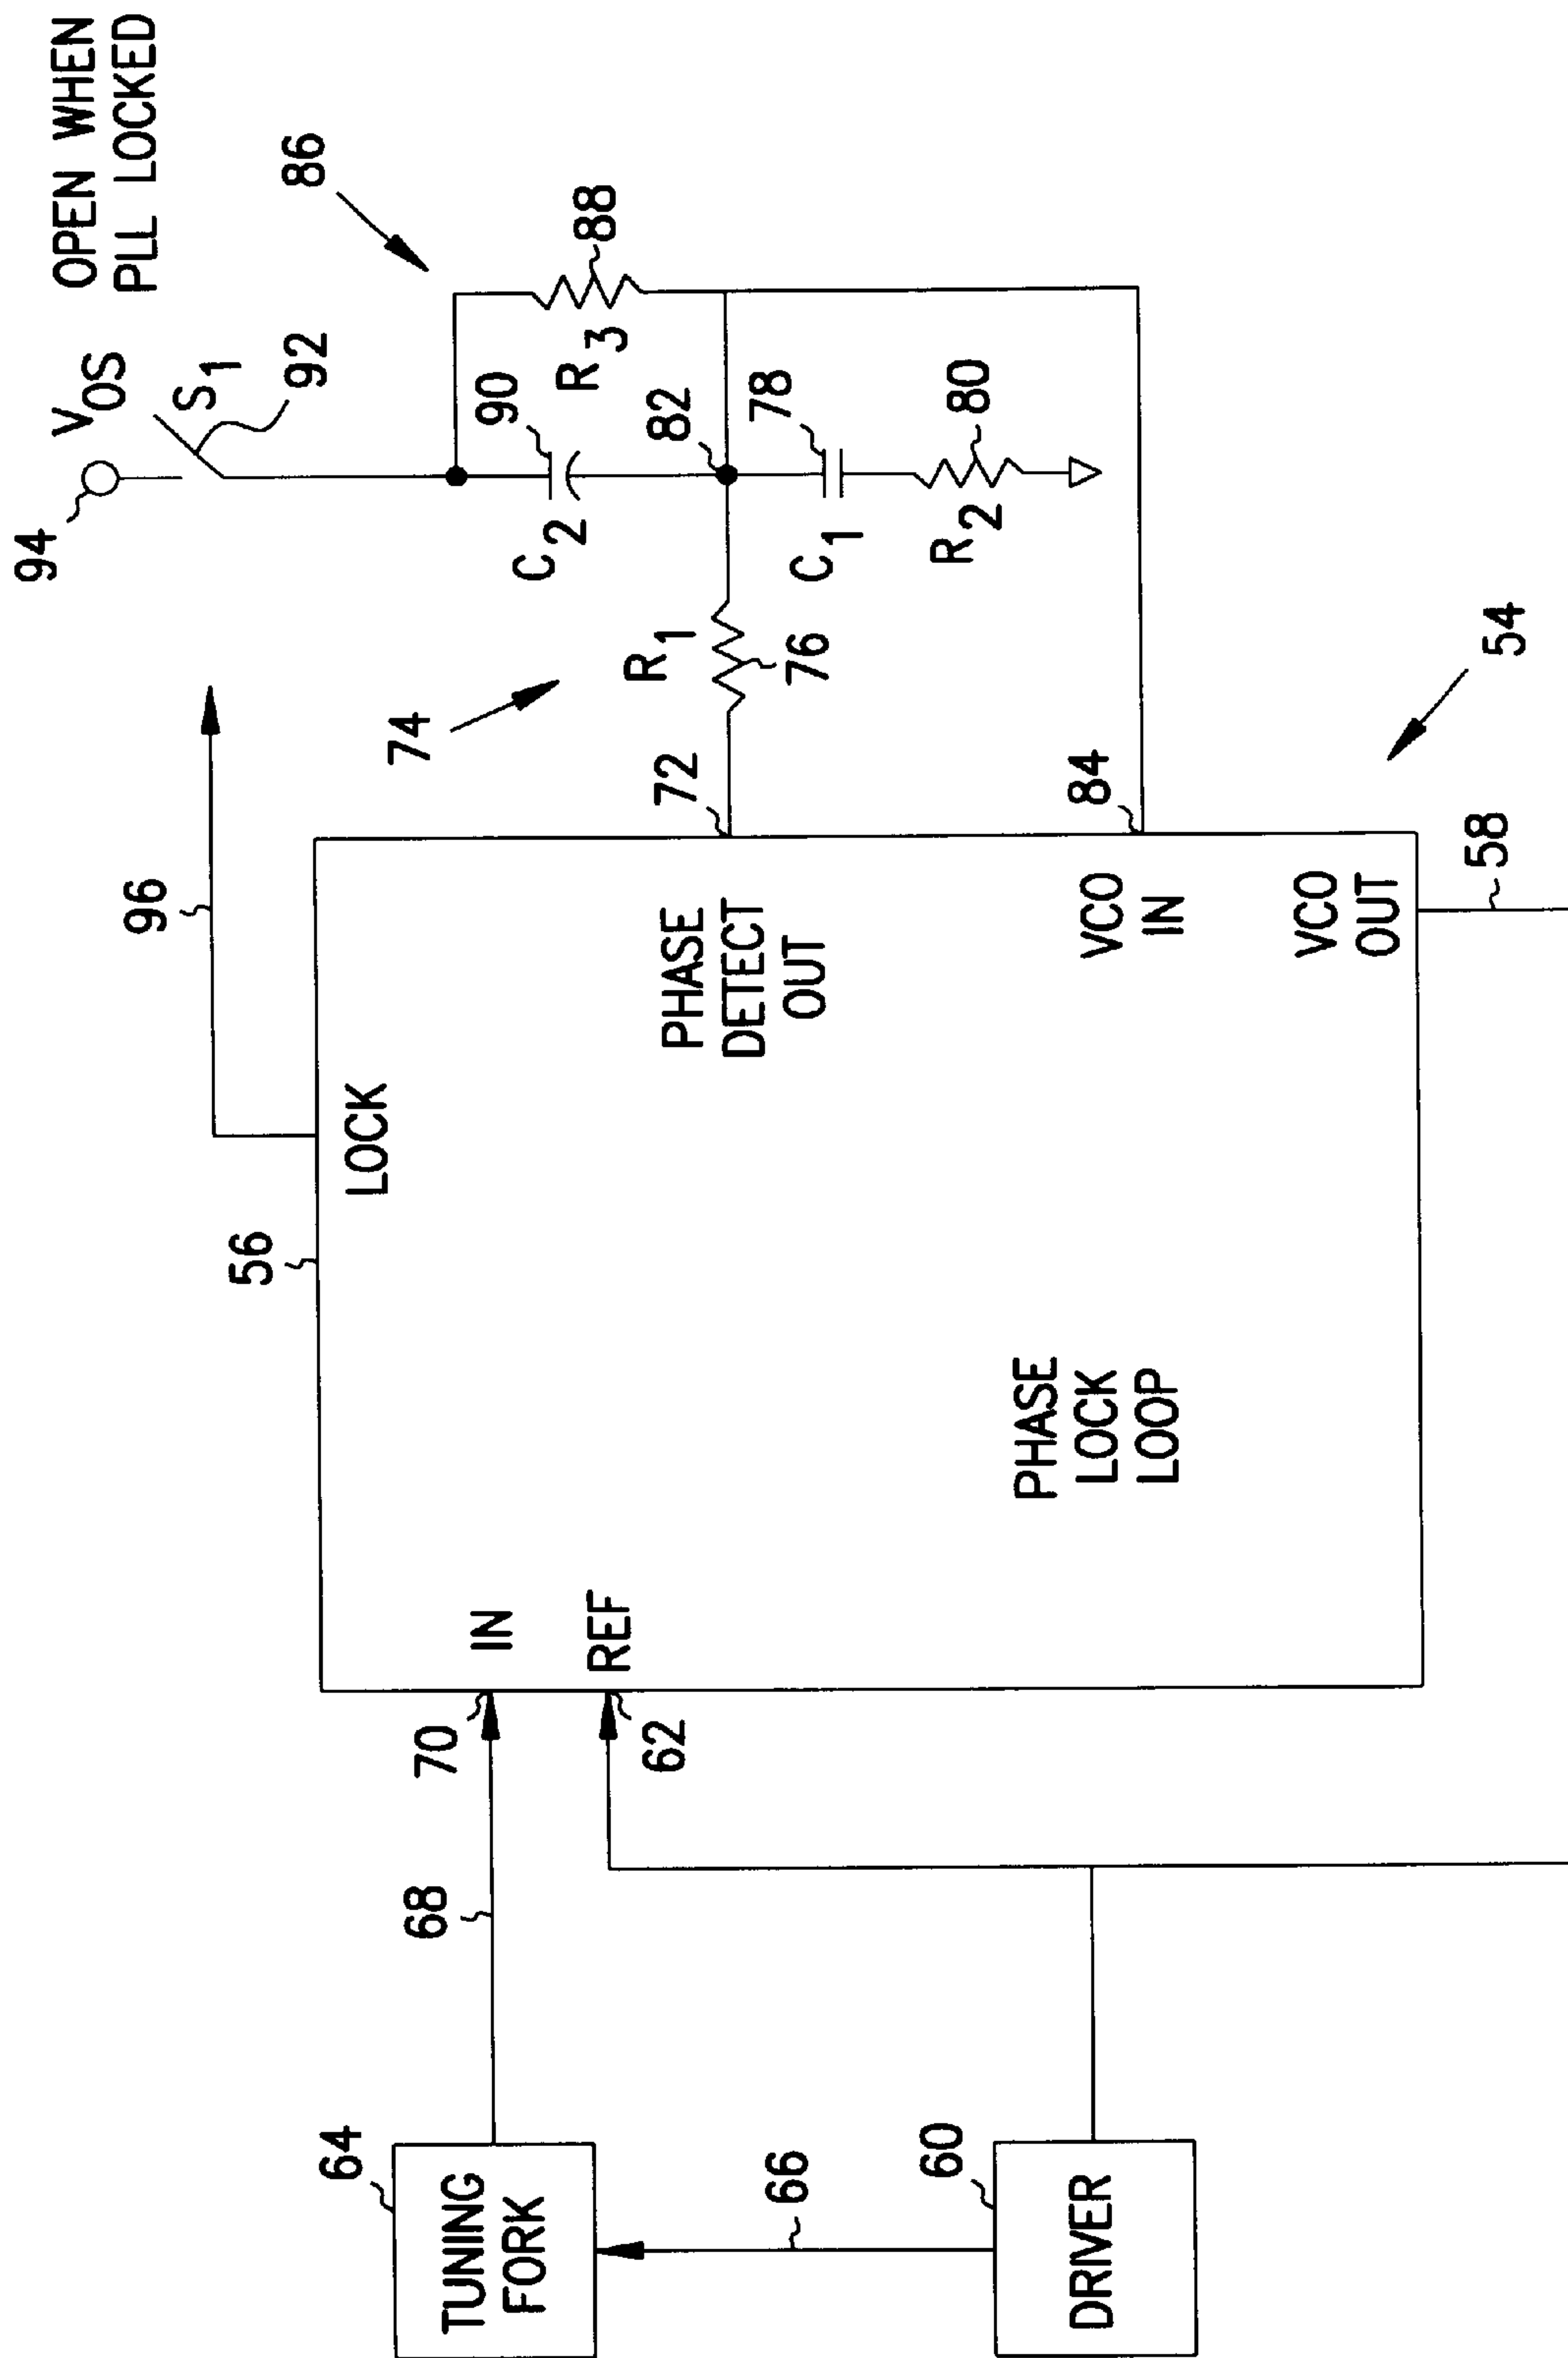 OPEN WHEN
PLL LOCKED
94
VOS
S1
92
86
96
C2
90
R3
88
74
R1
76
82
C1
78
R2
80
72
84
54
56
LOCK
PHASE
DETECT
OUT
VCO
IN
VCO
OUT
58
PHASE
LOCK
LOOP
IN
REF
70
62
68
64
TUNING
FORK
66
60
DRIVER